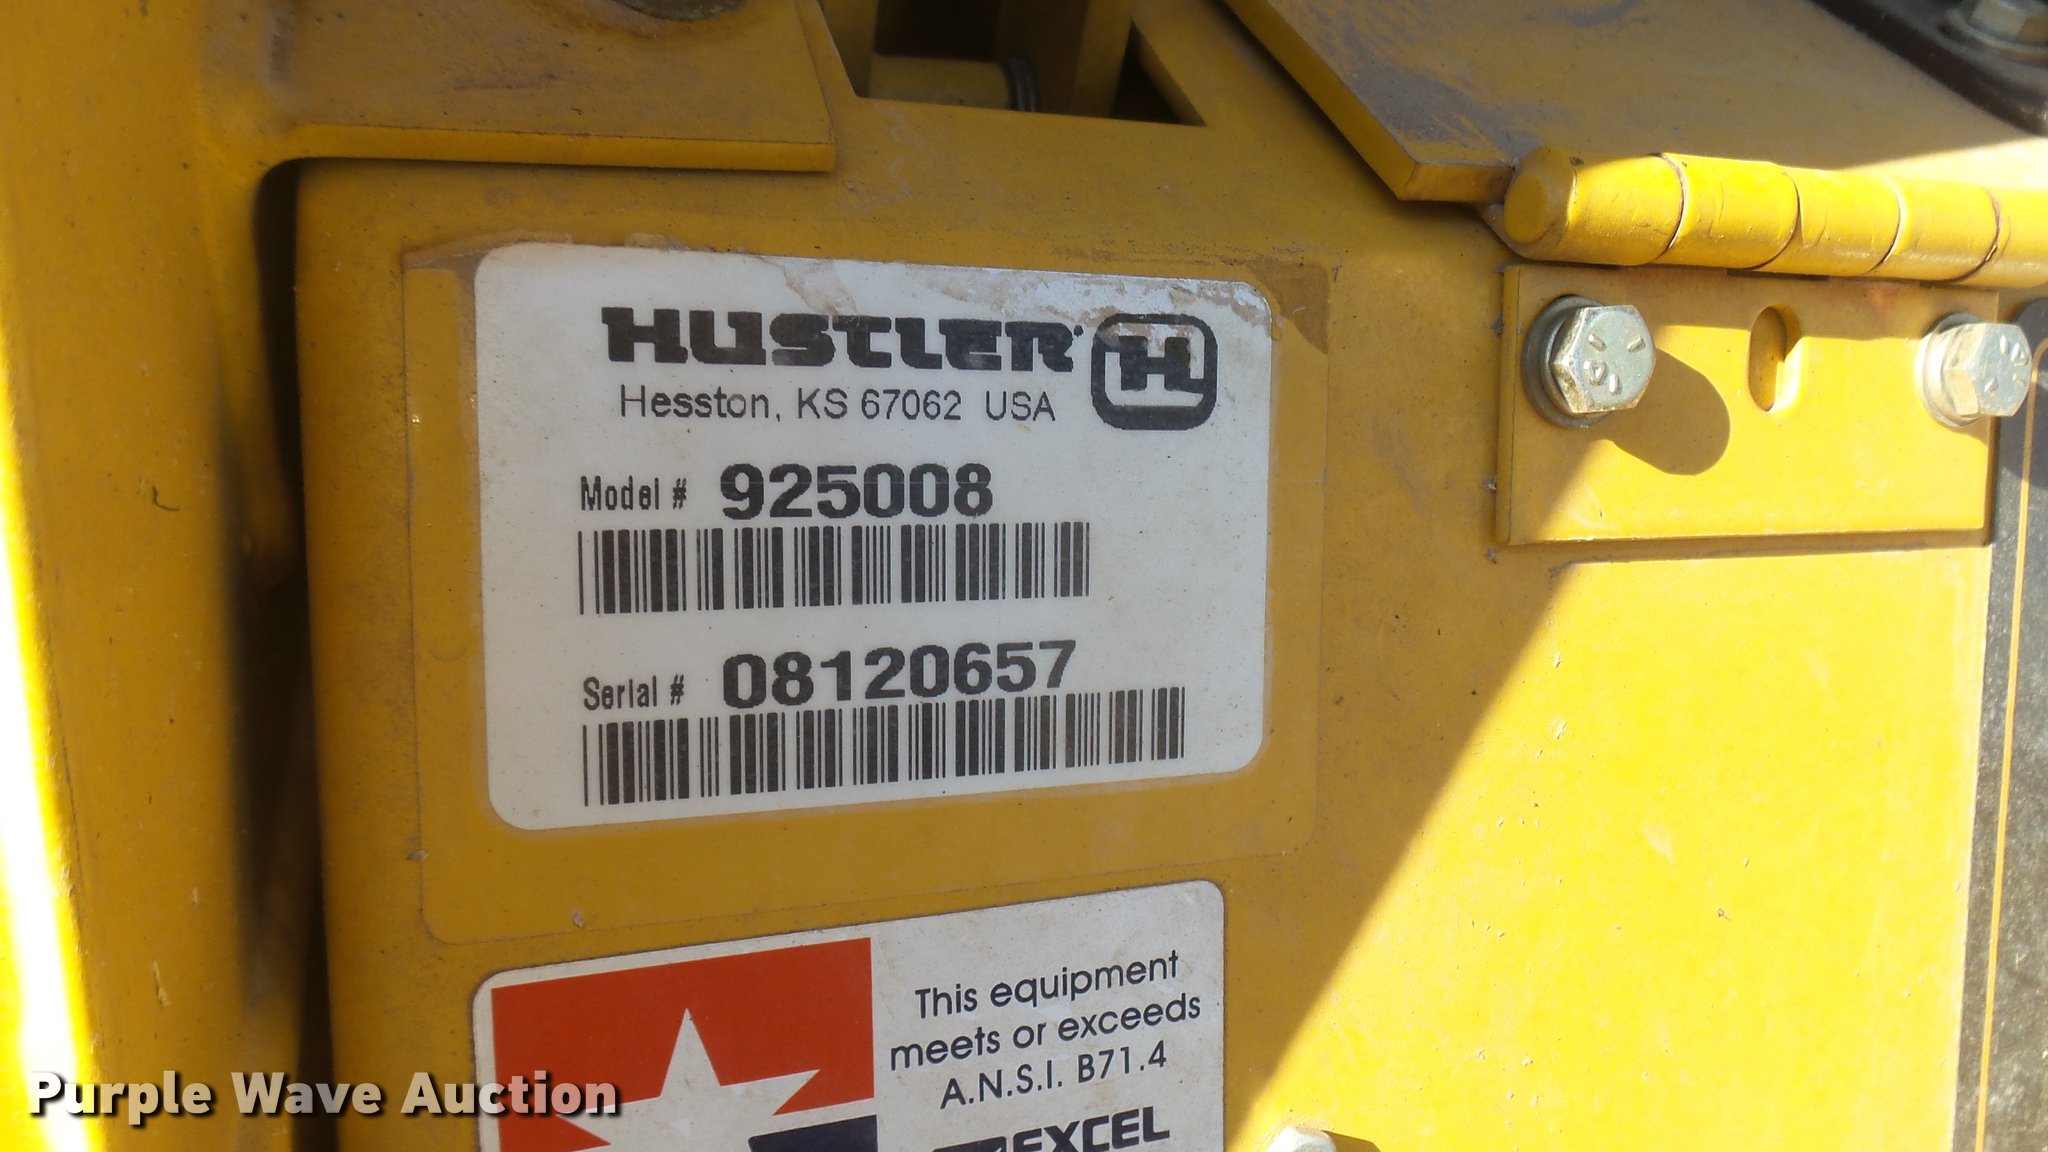 HUSTLER H
Hesston, KS 67062 USA
Model # 925008
Serial # 08120657
This equipment
meets or exceeds
A.N.S.I. B71.4
EXCEL
Purple Wave Auction